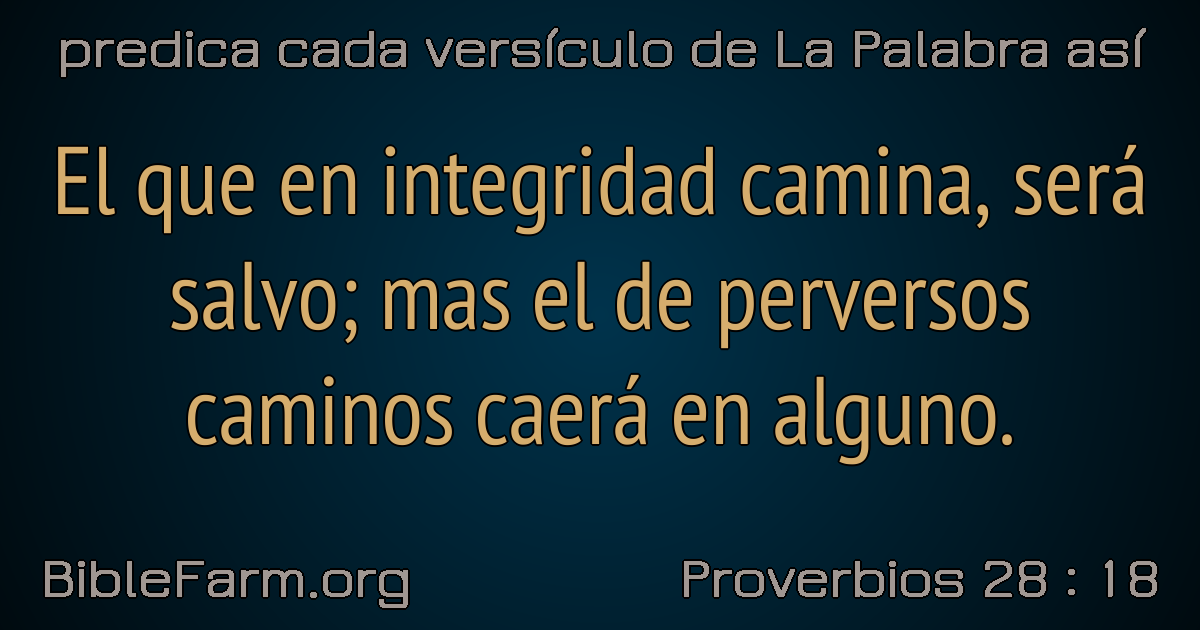 predica cada versículo de La Palabra así
El que en integridad camina, será
salvo; mas el de perversos
caminos caerá en alguno.
BibleFarm.org
Proverbios 28 : 18